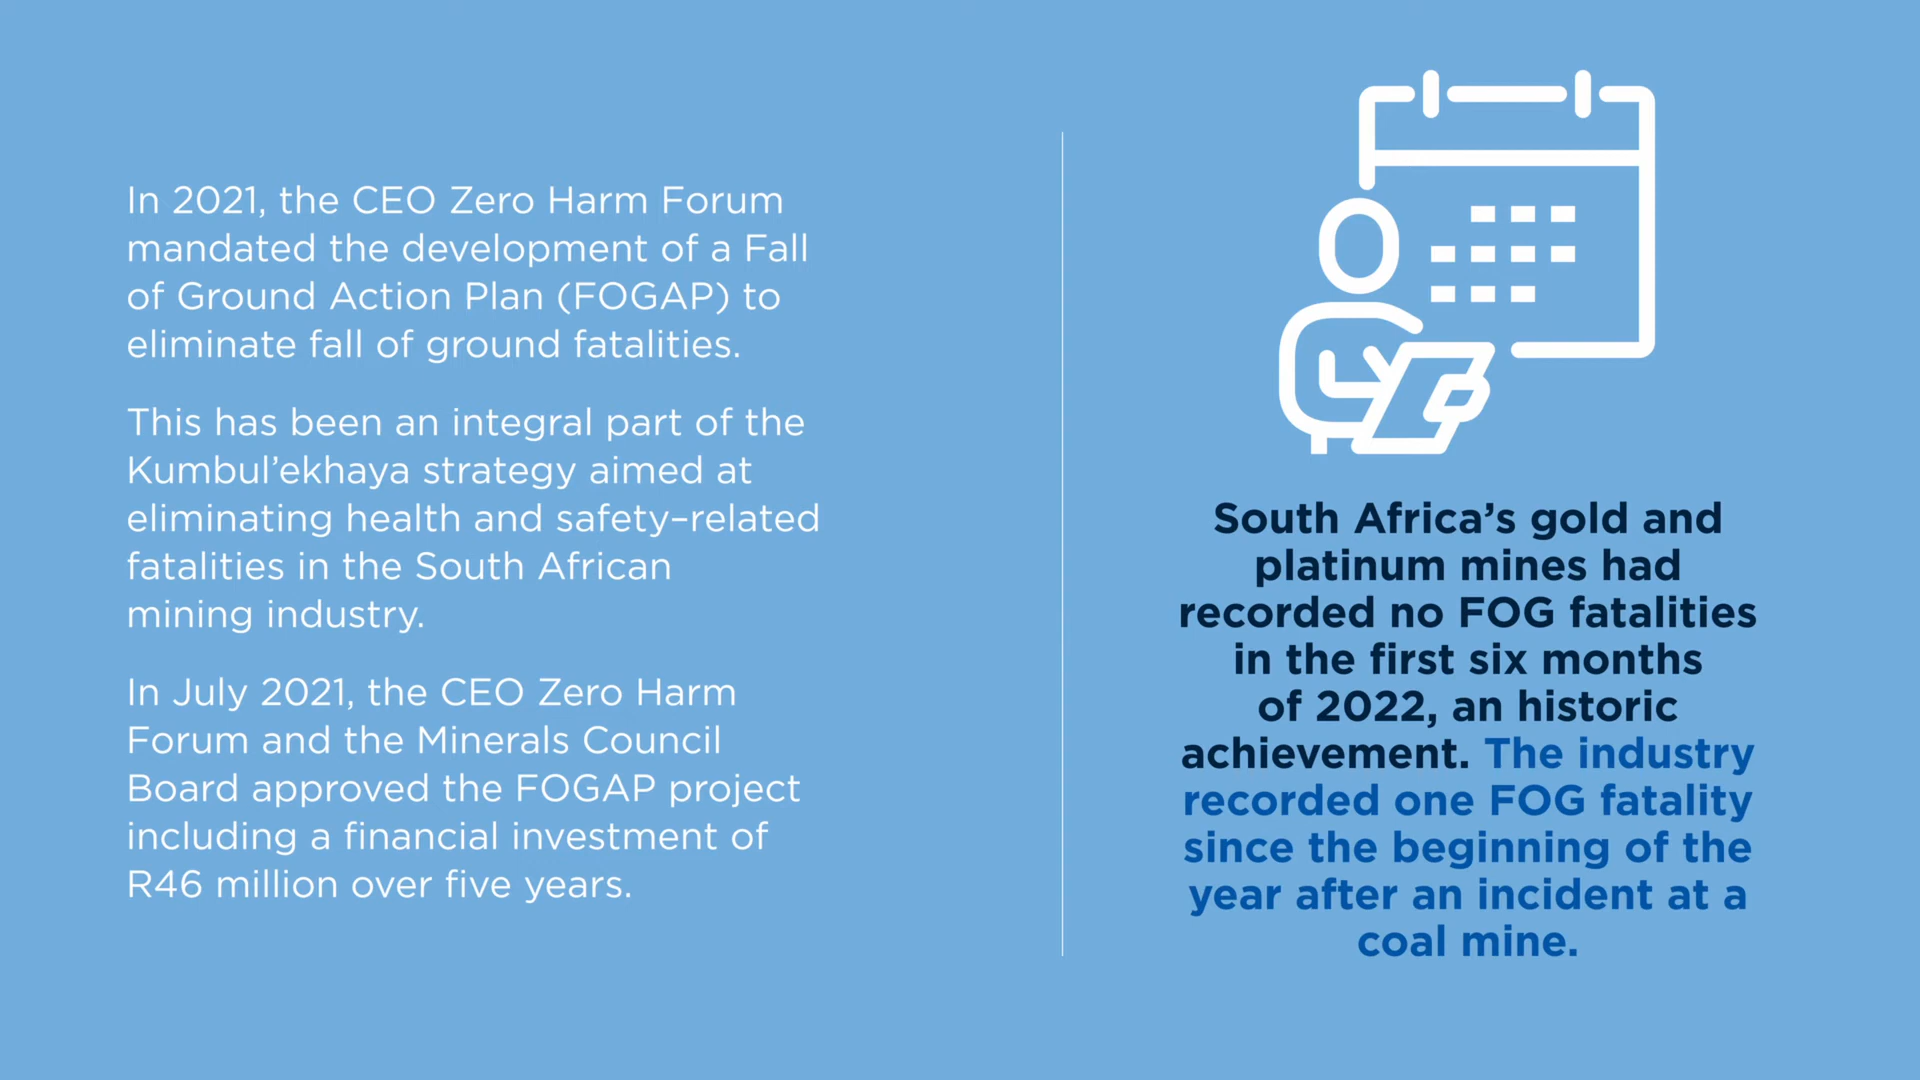 In 2021, the CEO Zero Harm Forum
mandated the development of a Fall
of Ground Action Plan (FOGAP) to
eliminate fall of ground fatalities.
This has been an integral part of the
Kumbul’ekhaya strategy aimed at
eliminating health and safety–related
fatalities in the South African
mining industry.
In July 2021, the CEO Zero Harm
Forum and the Minerals Council
Board approved the FOGAP project
including a financial investment of
R46 million over five years.
South Africa’s gold and
platinum mines had
recorded no FOG fatalities
in the first six months
of 2022, an historic
achievement. The industry
recorded one FOG fatality
since the beginning of the
year after an incident at a
coal mine.